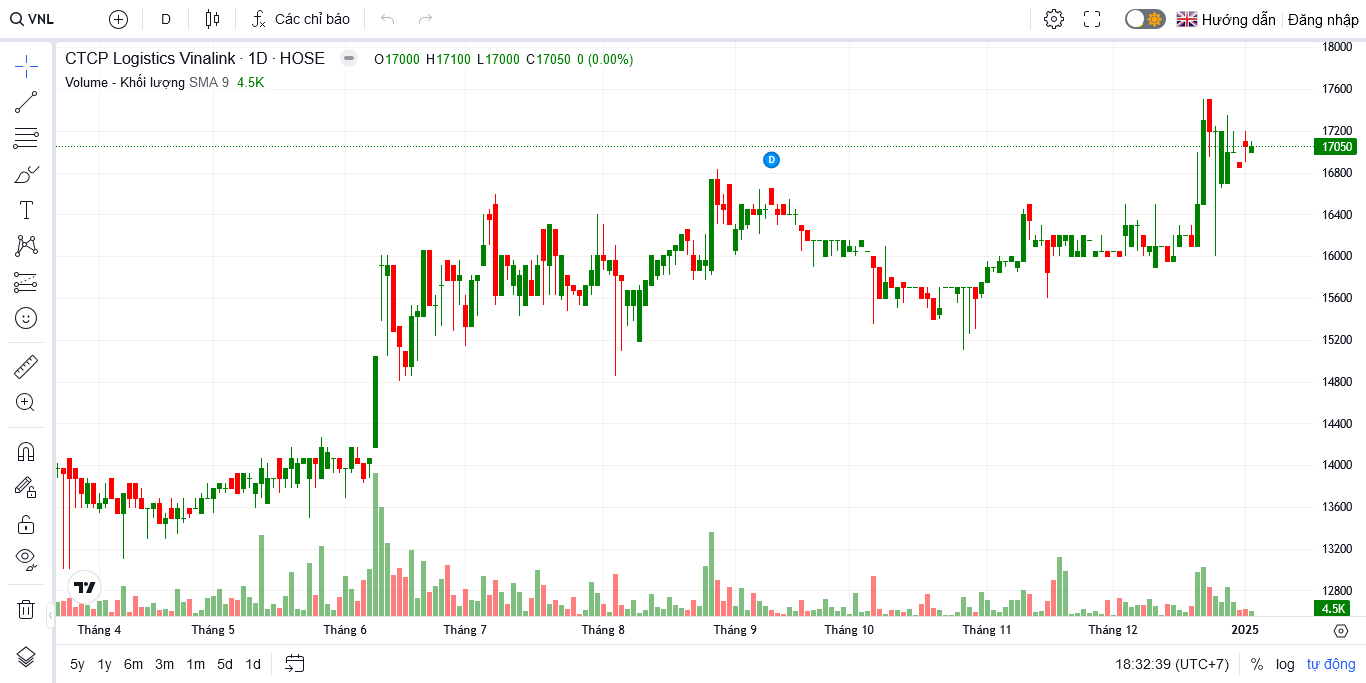 VNL D Các chỉ báo Hướng dẫn Đăng nhập
CTCP Logistics Vinalink · 1D · HOSE O17000 H17100 L17000 C17050 0 (0.00%)
Volume - Khối lượng SMA 9 4.5K
D
18000
17600
17200
17050
16800
16400
16000
15600
15200
14800
14400
14000
13600
13200
12800
4.5K
Tháng 4 Tháng 5 Tháng 6 Tháng 7 Tháng 8 Tháng 9 Tháng 10 Tháng 11 Tháng 12 2025
5y 1y 6m 3m 1m 5d 1d 18:32:39 (UTC+7) % log tự động